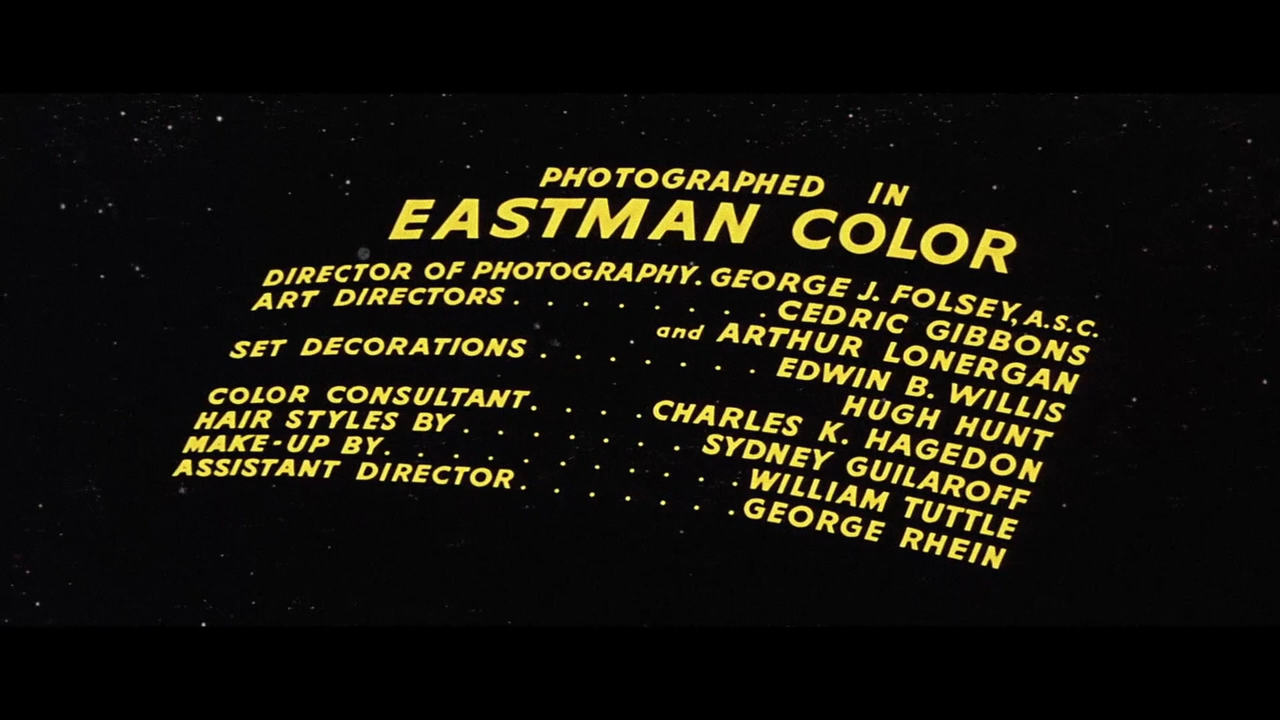 PHOTOGRAPHED IN
EASTMAN COLOR
DIRECTOR OF PHOTOGRAPHY. GEORGE J. FOLSEY, A.S.C.
ART DIRECTORS . . . . . . . CEDRIC GIBBONS
and ARTHUR LONERGAN
SET DECORATIONS . . . . . . . EDWIN B. WILLIS
HUGH HUNT
COLOR CONSULTANT. . . . . CHARLES K. HAGEDON
HAIR STYLES BY . . . . . . . . . SYDNEY GUILAROFF
MAKE-UP BY. . . . . . . . . . . . WILLIAM TUTTLE
ASSISTANT DIRECTOR. . . . . . . GEORGE RHEIN